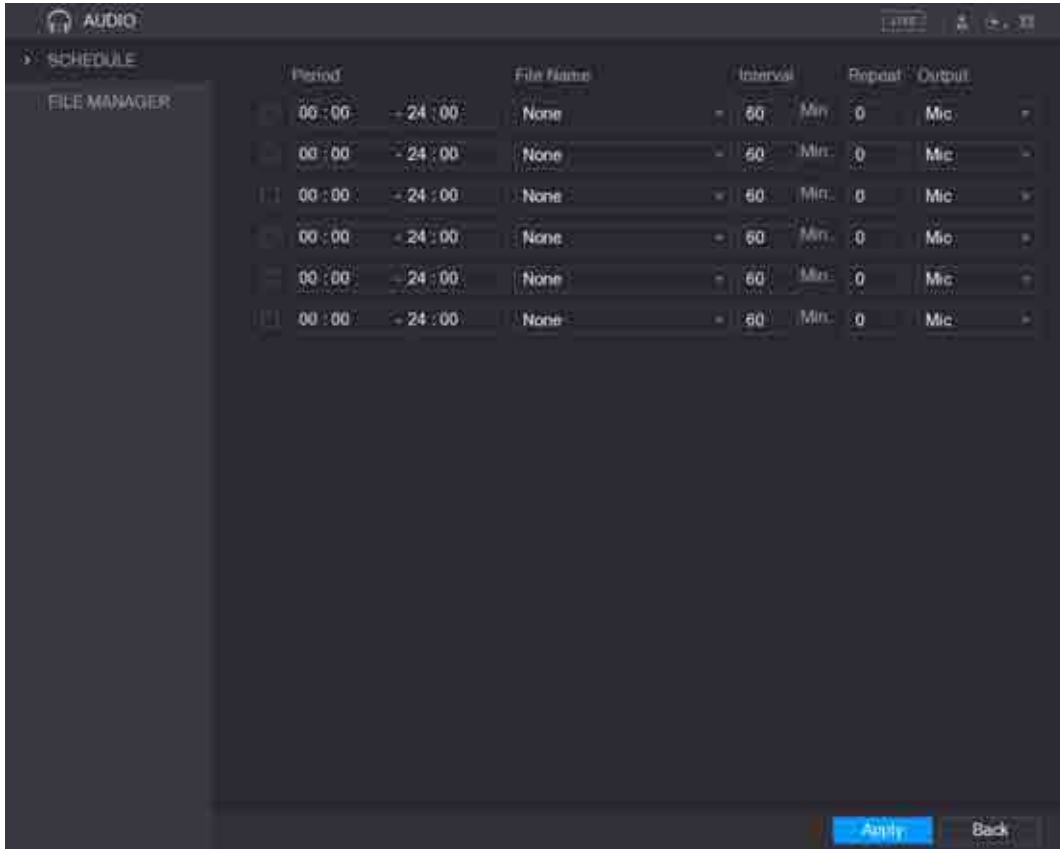 AUDIO LIVE
SCHEDULE
FILE MANAGER
Period File Name Interval Repeat Output
00 : 00 - 24 : 00 None 60 Min. 0 Mic
00 : 00 - 24 : 00 None 60 Min. 0 Mic
00 : 00 - 24 : 00 None 60 Min. 0 Mic
00 : 00 - 24 : 00 None 60 Min. 0 Mic
00 : 00 - 24 : 00 None 60 Min. 0 Mic
00 : 00 - 24 : 00 None 60 Min. 0 Mic
Apply Back